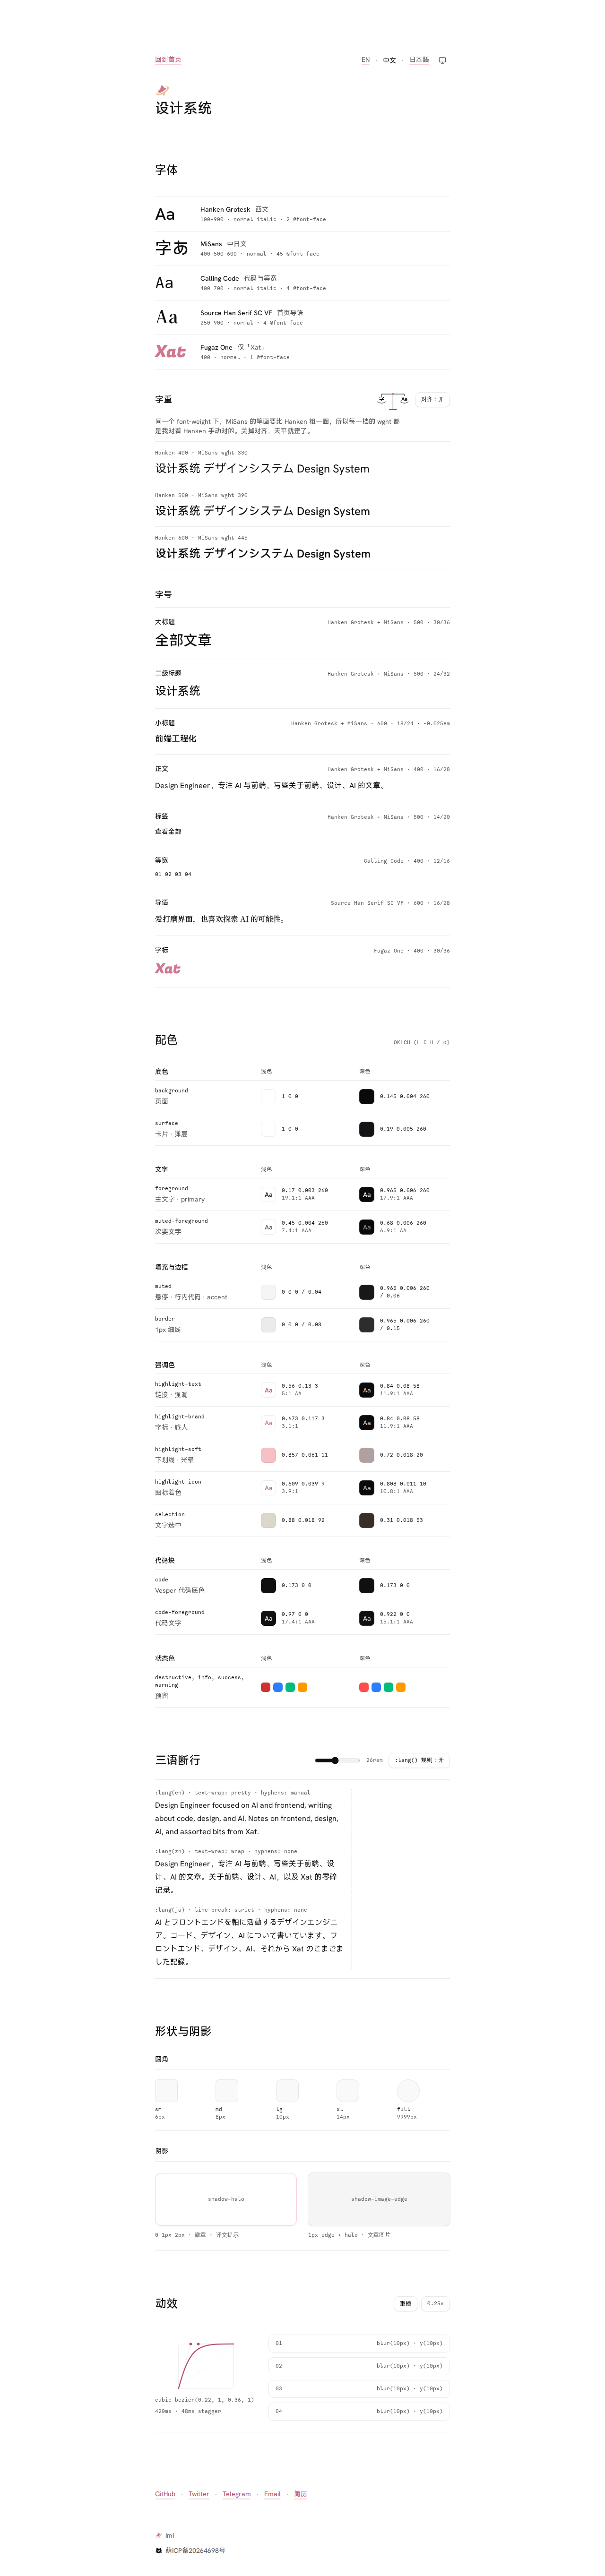 回到首页
EN · 中文 · 日本語
设计系统
字体
Aa
Hanken Grotesk 西文
100–900 · normal italic · 2 @font-face
字あ
MiSans 中日文
400 500 600 · normal · 45 @font-face
Aa
Calling Code 代码与等宽
400 700 · normal italic · 4 @font-face
Aa
Source Han Serif SC VF 首页导语
250–900 · normal · 4 @font-face
Xat
Fugaz One 仅「Xat」
400 · normal · 1 @font-face
字重
字 Aa
对齐：开
同一个 font-weight 下，MiSans 的笔画要比 Hanken 粗一圈，所以每一档的 wght 都
是我对着 Hanken 手动对的。关掉对齐，天平就歪了。
Hanken 400 · MiSans wght 330
设计系统 デザインシステム Design System
Hanken 500 · MiSans wght 390
设计系统 デザインシステム Design System
Hanken 600 · MiSans wght 445
设计系统 デザインシステム Design System
字号
大标题 Hanken Grotesk + MiSans · 500 · 30/36
全部文章
二级标题 Hanken Grotesk + MiSans · 500 · 24/32
设计系统
小标题 Hanken Grotesk + MiSans · 600 · 18/24 · −0.025em
前端工程化
正文 Hanken Grotesk + MiSans · 400 · 16/28
Design Engineer，专注 AI 与前端，写些关于前端、设计、AI 的文章。
标签 Hanken Grotesk + MiSans · 500 · 14/20
查看全部
等宽 Calling Code · 400 · 12/16
01 02 03 04
导语 Source Han Serif SC VF · 600 · 16/28
爱打磨界面，也喜欢探索 AI 的可能性。
字标 Fugaz One · 400 · 30/36
Xat
配色 OKLCH (L C H / α)
底色 浅色 深色
background
页面
1 0 0
0.145 0.004 260
surface
卡片 · 弹层
1 0 0
0.19 0.005 260
文字 浅色 深色
foreground
主文字 · primary
Aa 0.17 0.003 260
19.1:1 AAA
Aa 0.965 0.006 260
17.9:1 AAA
muted-foreground
次要文字
Aa 0.45 0.004 260
7.4:1 AAA
Aa 0.68 0.006 260
6.9:1 AA
填充与边框 浅色 深色
muted
悬停 · 行内代码 · accent
0 0 0 / 0.04
0.965 0.006 260
/ 0.06
border
1px 细线
0 0 0 / 0.08
0.965 0.006 260
/ 0.15
强调色 浅色 深色
highlight-text
链接 · 强调
Aa 0.56 0.13 3
5:1 AA
Aa 0.84 0.08 58
11.9:1 AAA
highlight-brand
字标 · 旅人
Aa 0.673 0.117 3
3.1:1
Aa 0.84 0.08 58
11.9:1 AAA
highlight-soft
下划线 · 光晕
0.857 0.061 11
0.72 0.018 20
highlight-icon
图标着色
Aa 0.609 0.039 9
3.9:1
Aa 0.808 0.011 10
10.8:1 AAA
selection
文字选中
0.88 0.018 92
0.31 0.018 53
代码块 浅色 深色
code
Vesper 代码底色
0.173 0 0
0.173 0 0
code-foreground
代码文字
Aa 0.97 0 0
17.4:1 AAA
Aa 0.922 0 0
15.1:1 AAA
状态色 浅色 深色
destructive, info, success,
warning
预留
三语断行 26rem :lang() 规则：开
:lang(en) · text-wrap: pretty · hyphens: manual
Design Engineer focused on AI and frontend, writing
about code, design, and AI. Notes on frontend, design,
AI, and assorted bits from Xat.
:lang(zh) · text-wrap: wrap · hyphens: none
Design Engineer，专注 AI 与前端，写些关于前端、设
计、AI 的文章。关于前端、设计、AI，以及 Xat 的零碎
记录。
:lang(ja) · line-break: strict · hyphens: none
AI とフロントエンドを軸に活動するデザインエンジニ
ア。コード、デザイン、AI について書いています。フ
ロントエンド、デザイン、AI、それから Xat のこまごま
した記録。
形状与阴影
圆角
sm md lg xl full
6px 8px 10px 14px 9999px
阴影
shadow-halo shadow-image-edge
0 1px 2px · 徽章 · 译文提示 1px edge + halo · 文章图片
动效 重播 0.25×
01 blur(10px) · y(10px)
02 blur(10px) · y(10px)
03 blur(10px) · y(10px)
04 blur(10px) · y(10px)
cubic-bezier(0.22, 1, 0.36, 1)
420ms · 48ms stagger
GitHub · Twitter · Telegram · Email · 简历
lml
萌ICP备20264698号